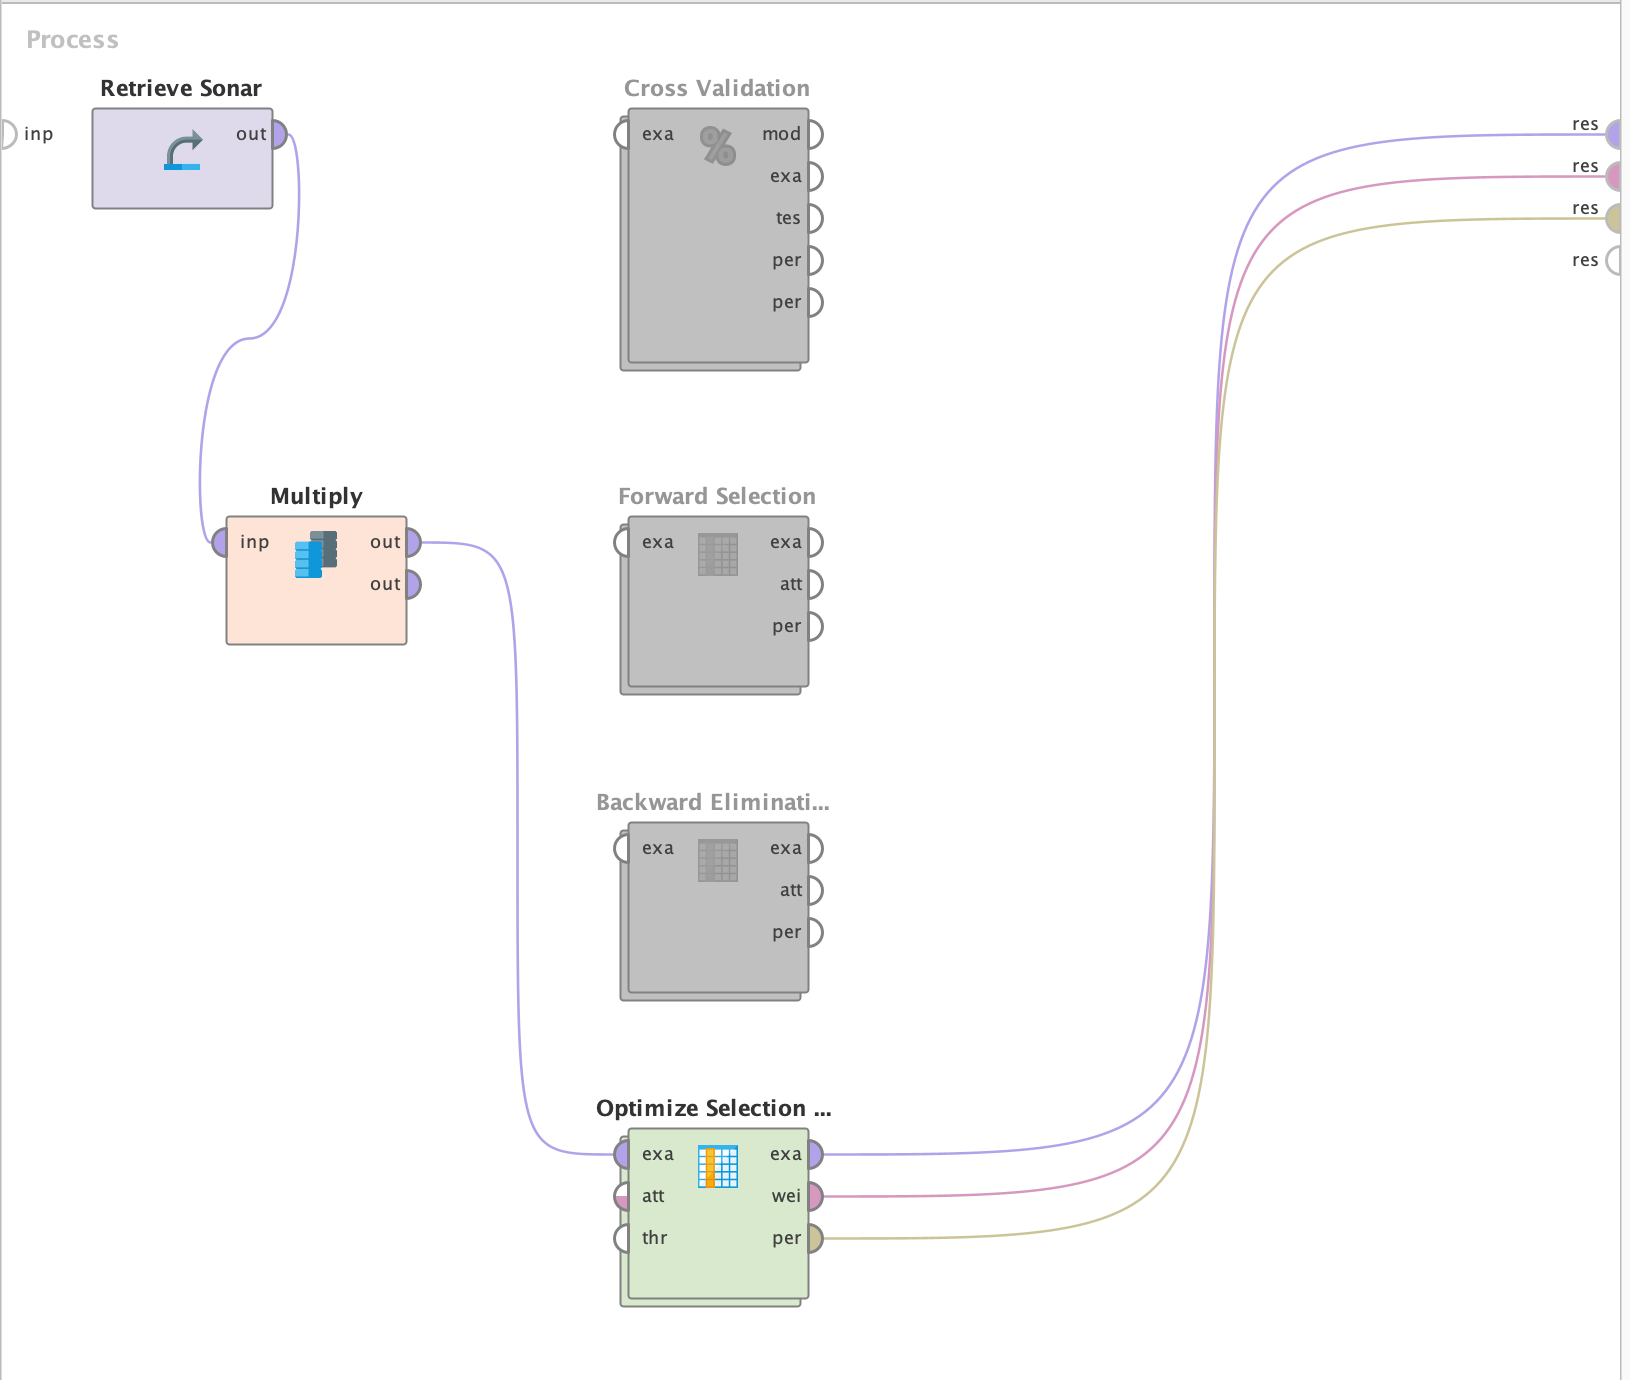 Process
inp
Retrieve Sonar
out
Cross Validation
exa
mod
exa
tes
per
per
res
res
res
res
Multiply
inp
out
out
Forward Selection
exa
exa
att
per
Backward Eliminati...
exa
exa
att
per
Optimize Selection ...
exa
exa
att
wei
thr
per